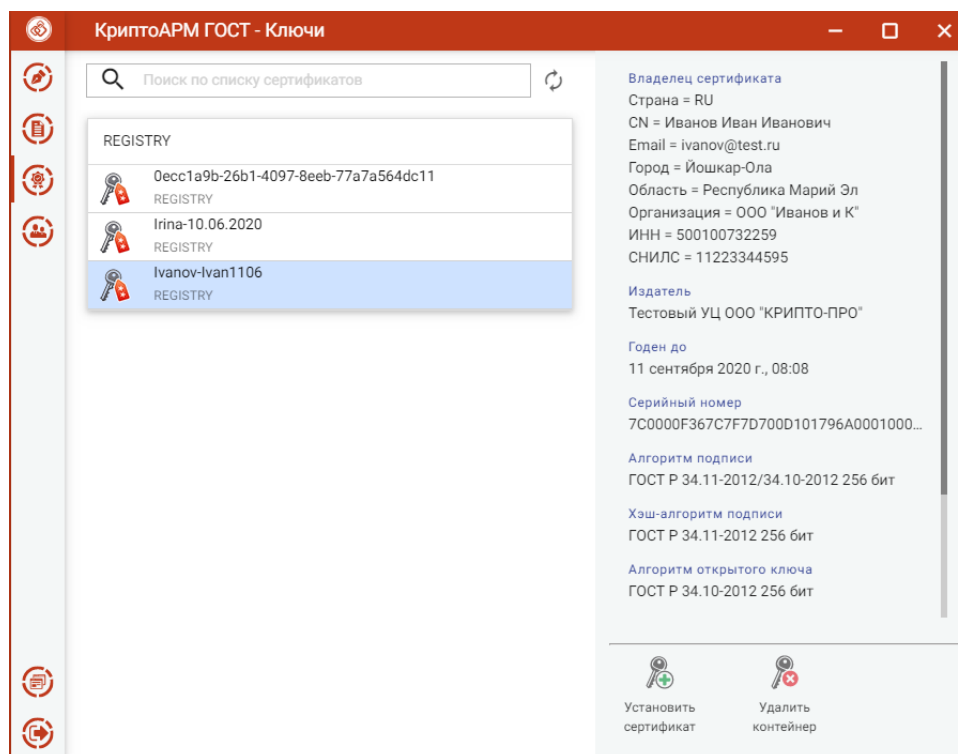 КриптоАРМ ГОСТ - Ключи
Поиск по списку сертификатов
REGISTRY
0ecc1a9b-26b1-4097-8eeb-77a7a564dc11
REGISTRY
Irina-10.06.2020
REGISTRY
Ivanov-Ivan1106
REGISTRY
Владелец сертификата
Страна = RU
CN = Иванов Иван Иванович
Email = ivanov@test.ru
Город = Йошкар-Ола
Область = Республика Марий Эл
Организация = ООО "Иванов и К"
ИНН = 500100732259
СНИЛС = 11223344595
Издатель
Тестовый УЦ ООО "КРИПТО-ПРО"
Годен до
11 сентября 2020 г., 08:08
Серийный номер
7C0000F367C7F7D700D101796A0001000...
Алгоритм подписи
ГОСТ Р 34.11-2012/34.10-2012 256 бит
Хэш-алгоритм подписи
ГОСТ Р 34.11-2012 256 бит
Алгоритм открытого ключа
ГОСТ Р 34.10-2012 256 бит
Установить
сертификат
Удалить
контейнер